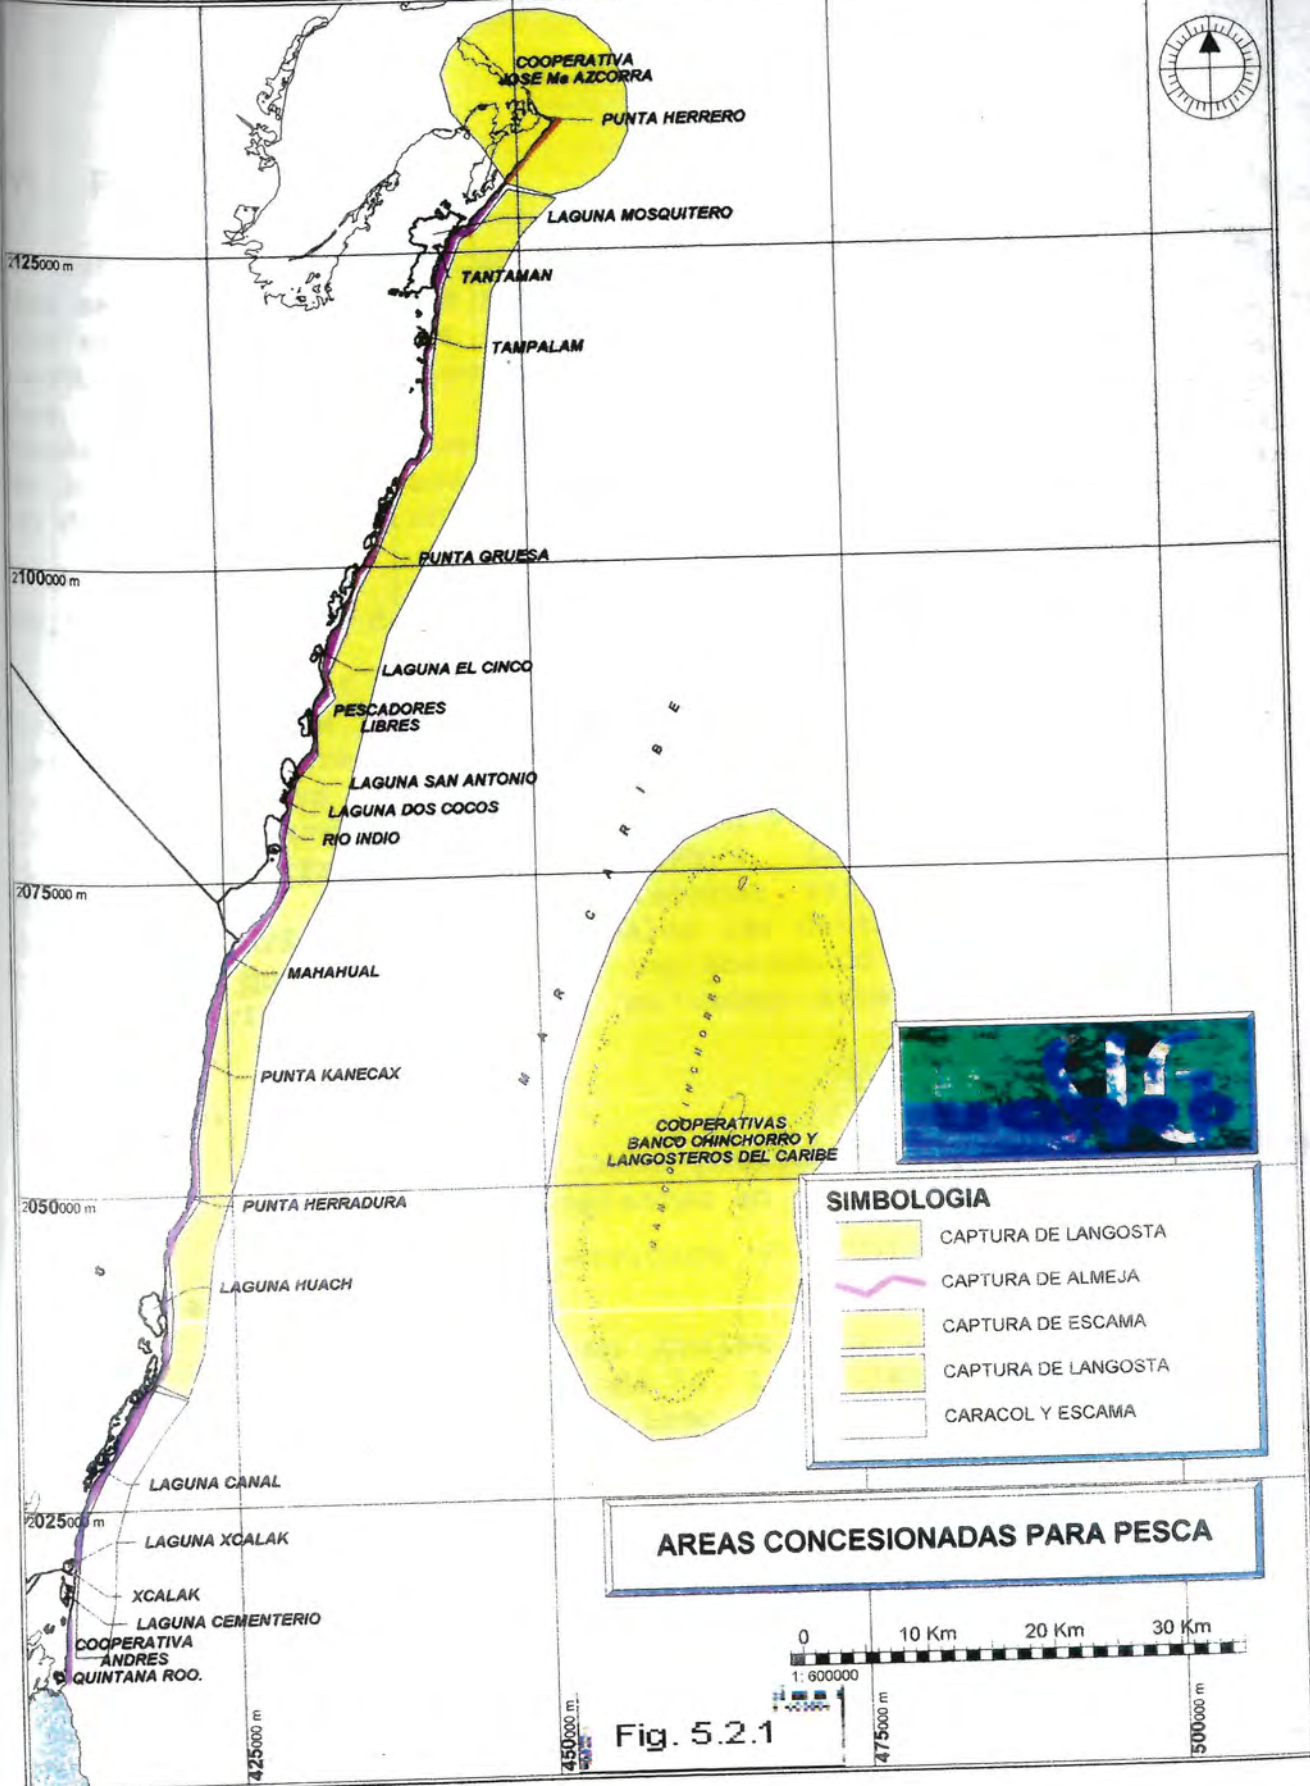 COOPERATIVA
JOSE Ma AZCORRA
PUNTA HERRERO
LAGUNA MOSQUITERO
2125000 m
TANTAMAN
TAMPALAM
PUNTA GRUESA
2100000 m
LAGUNA EL CINCO
PESCADORES
LIBRES
LAGUNA SAN ANTONIO
LAGUNA DOS COCOS
RIO INDIO
2075000 m
MAHAHUAL
MAR CARIBE
PUNTA KANECAX
BANCO CHINCHORRO
COOPERATIVAS
BANCO CHINCHORRO Y
LANGOSTEROS DEL CARIBE
2050000 m
PUNTA HERRADURA
LAGUNA HUACH
SIMBOLOGIA
CAPTURA DE LANGOSTA
CAPTURA DE ALMEJA
CAPTURA DE ESCAMA
CAPTURA DE LANGOSTA
CARACOL Y ESCAMA
LAGUNA CANAL
2025000 m
LAGUNA XCALAK
XCALAK
LAGUNA CEMENTERIO
COOPERATIVA
ANDRES
QUINTANA ROO.
AREAS CONCESIONADAS PARA PESCA
0 10 Km 20 Km 30 Km
1: 600000
Fig. 5.2.1
425000 m
450000 m
475000 m
500000 m